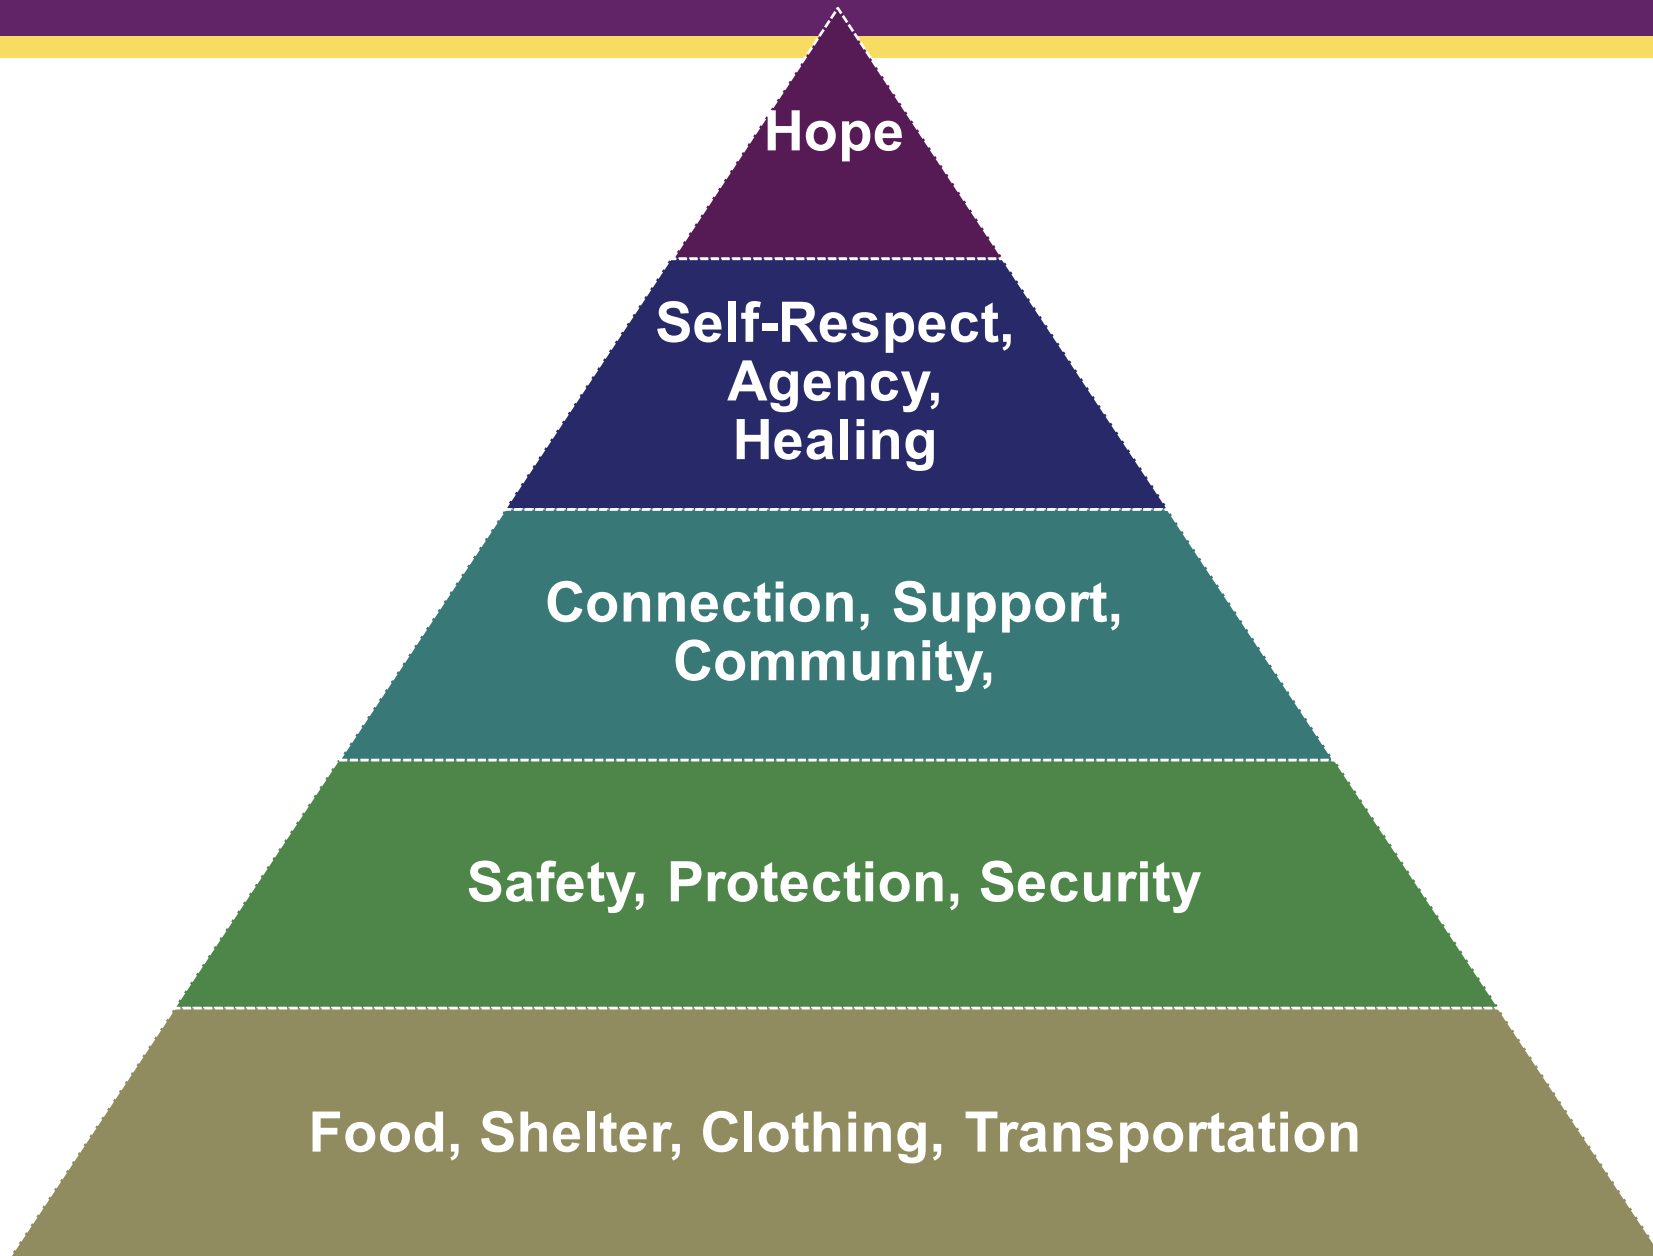 Hope
Self-Respect,
Agency,
Healing
Connection, Support,
Community,
Safety, Protection, Security
Food, Shelter, Clothing, Transportation